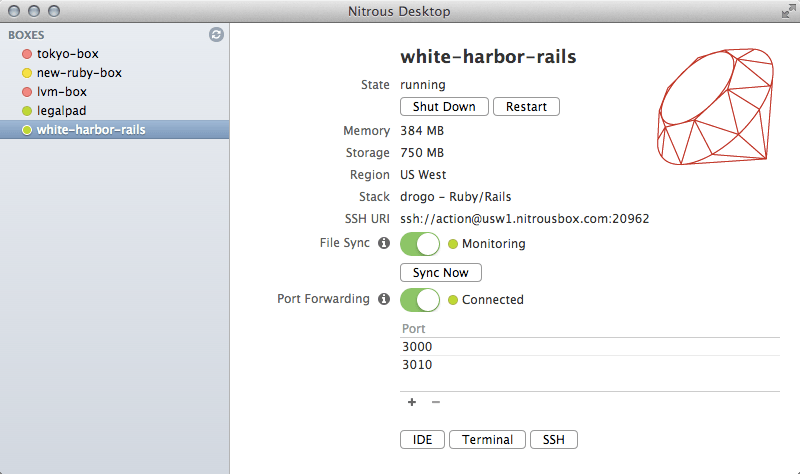 Nitrous Desktop
BOXES
tokyo-box
new-ruby-box
lvm-box
legalpad
white-harbor-rails
white-harbor-rails
State running
Shut Down Restart
Memory 384 MB
Storage 750 MB
Region US West
Stack drogo - Ruby/Rails
SSH URI ssh://action@usw1.nitrousbox.com:20962
File Sync i Monitoring
Sync Now
Port Forwarding i Connected
Port
3000
3010
+ −
IDE Terminal SSH